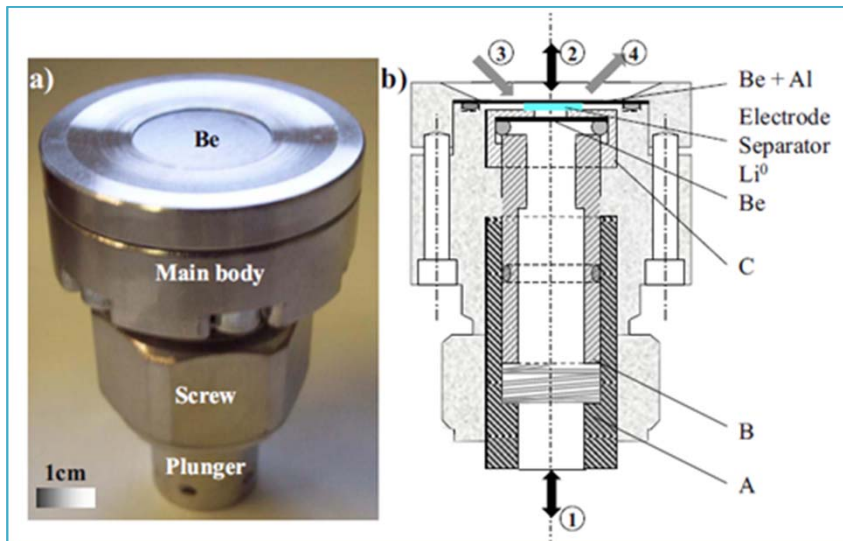 a)
Be
Main body
Screw
Plunger
1cm
b)
3
2
4
Be + Al
Electrode
Separator
Li⁰
Be
C
B
A
1